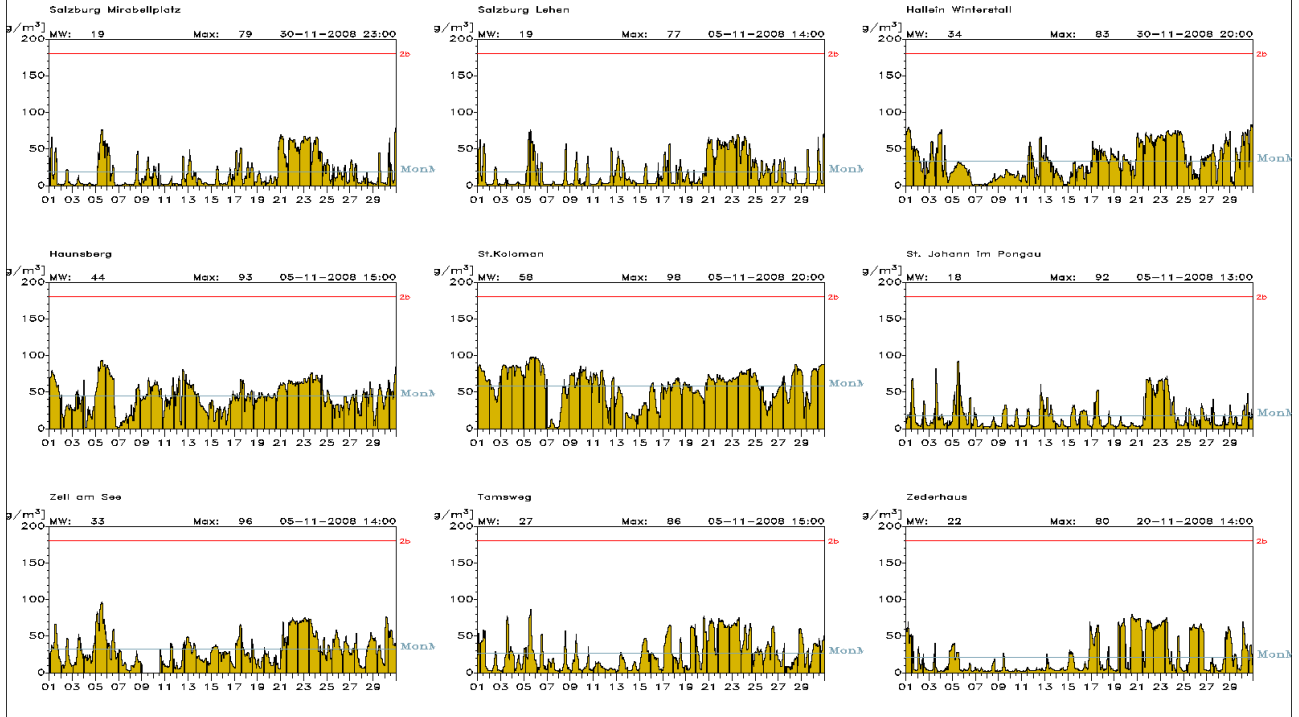 Salzburg Mirabellplatz
g/m³] MW: 19 Max: 79 30-11-2008 23:00
200
2b
150
100
50
MonM
0
01 03 05 07 09 11 13 15 17 19 21 23 25 27 29
Salzburg Lehen
g/m³] MW: 19 Max: 77 05-11-2008 14:00
200
2b
150
100
50
MonM
0
01 03 05 07 09 11 13 15 17 19 21 23 25 27 29
Hallein Winterstall
g/m³] MW: 34 Max: 83 30-11-2008 20:00
200
2b
150
100
50
MonM
0
01 03 05 07 09 11 13 15 17 19 21 23 25 27 29
Haunsberg
g/m³] MW: 44 Max: 93 05-11-2008 15:00
200
2b
150
100
50
MonM
0
01 03 05 07 09 11 13 15 17 19 21 23 25 27 29
St.Koloman
g/m³] MW: 58 Max: 98 05-11-2008 20:00
200
2b
150
100
50
MonM
0
01 03 05 07 09 11 13 15 17 19 21 23 25 27 29
St. Johann im Pongau
g/m³] MW: 18 Max: 92 05-11-2008 13:00
200
2b
150
100
50
MonM
0
01 03 05 07 09 11 13 15 17 19 21 23 25 27 29
Zell am See
g/m³] MW: 33 Max: 96 05-11-2008 14:00
200
2b
150
100
50
MonM
0
01 03 05 07 09 11 13 15 17 19 21 23 25 27 29
Tamsweg
g/m³] MW: 27 Max: 86 05-11-2008 15:00
200
2b
150
100
50
MonM
0
01 03 05 07 09 11 13 15 17 19 21 23 25 27 29
Zederhaus
g/m³] MW: 22 Max: 80 20-11-2008 14:00
200
2b
150
100
50
MonM
0
01 03 05 07 09 11 13 15 17 19 21 23 25 27 29